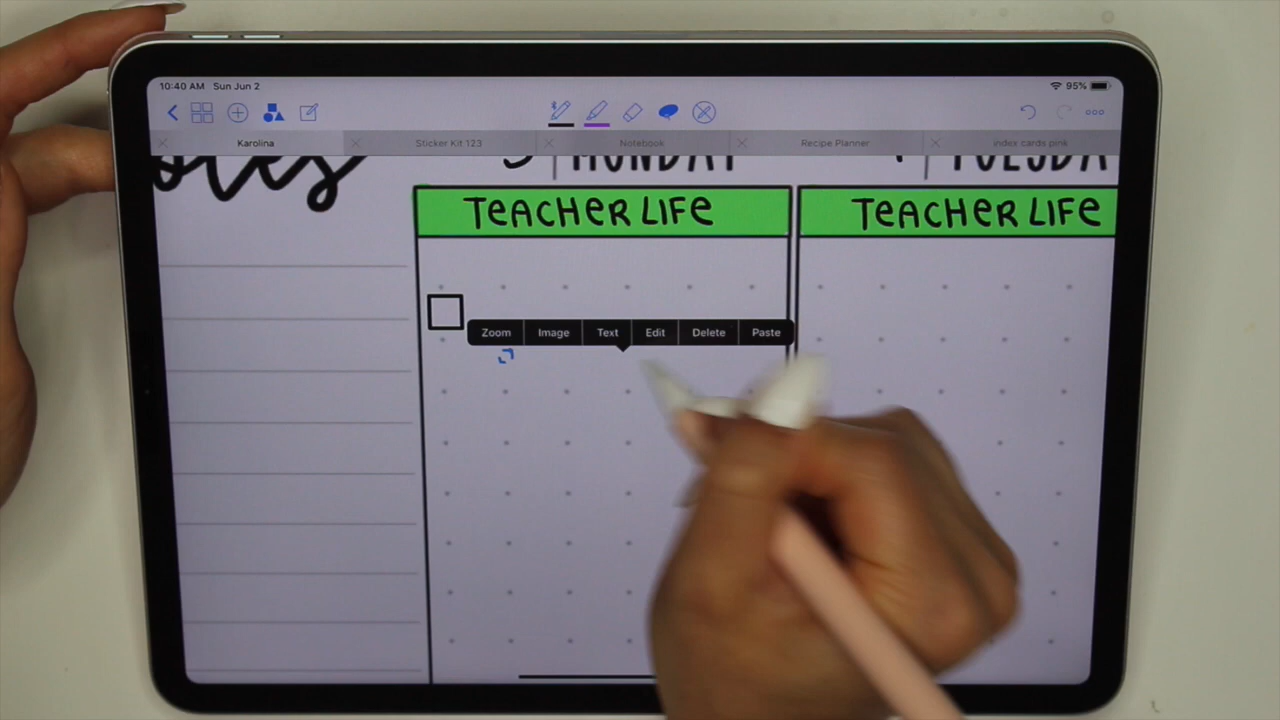 10:40 AM Sun Jun 2 95%
Karolina Sticker Kit 123 Notebook Recipe Planner index cards pink
MONDAY TUESDA
TEACHER LIFE TEACHER LIFE
Zoom Image Text Edit Delete Paste